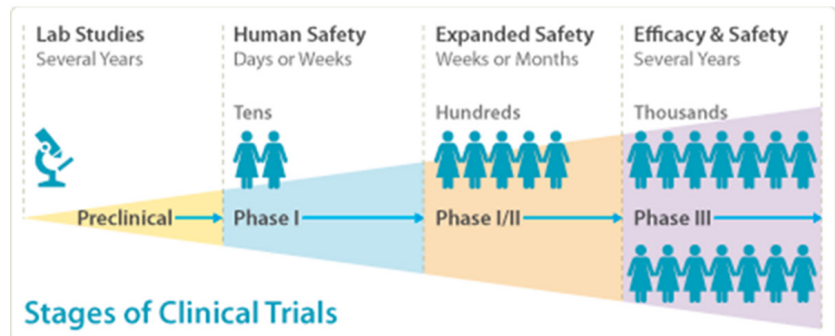 Lab Studies
Several Years
Human Safety
Days or Weeks
Expanded Safety
Weeks or Months
Efficacy & Safety
Several Years
Tens
Hundreds
Thousands
Preclinical
Phase I
Phase I/II
Phase III
Stages of Clinical Trials